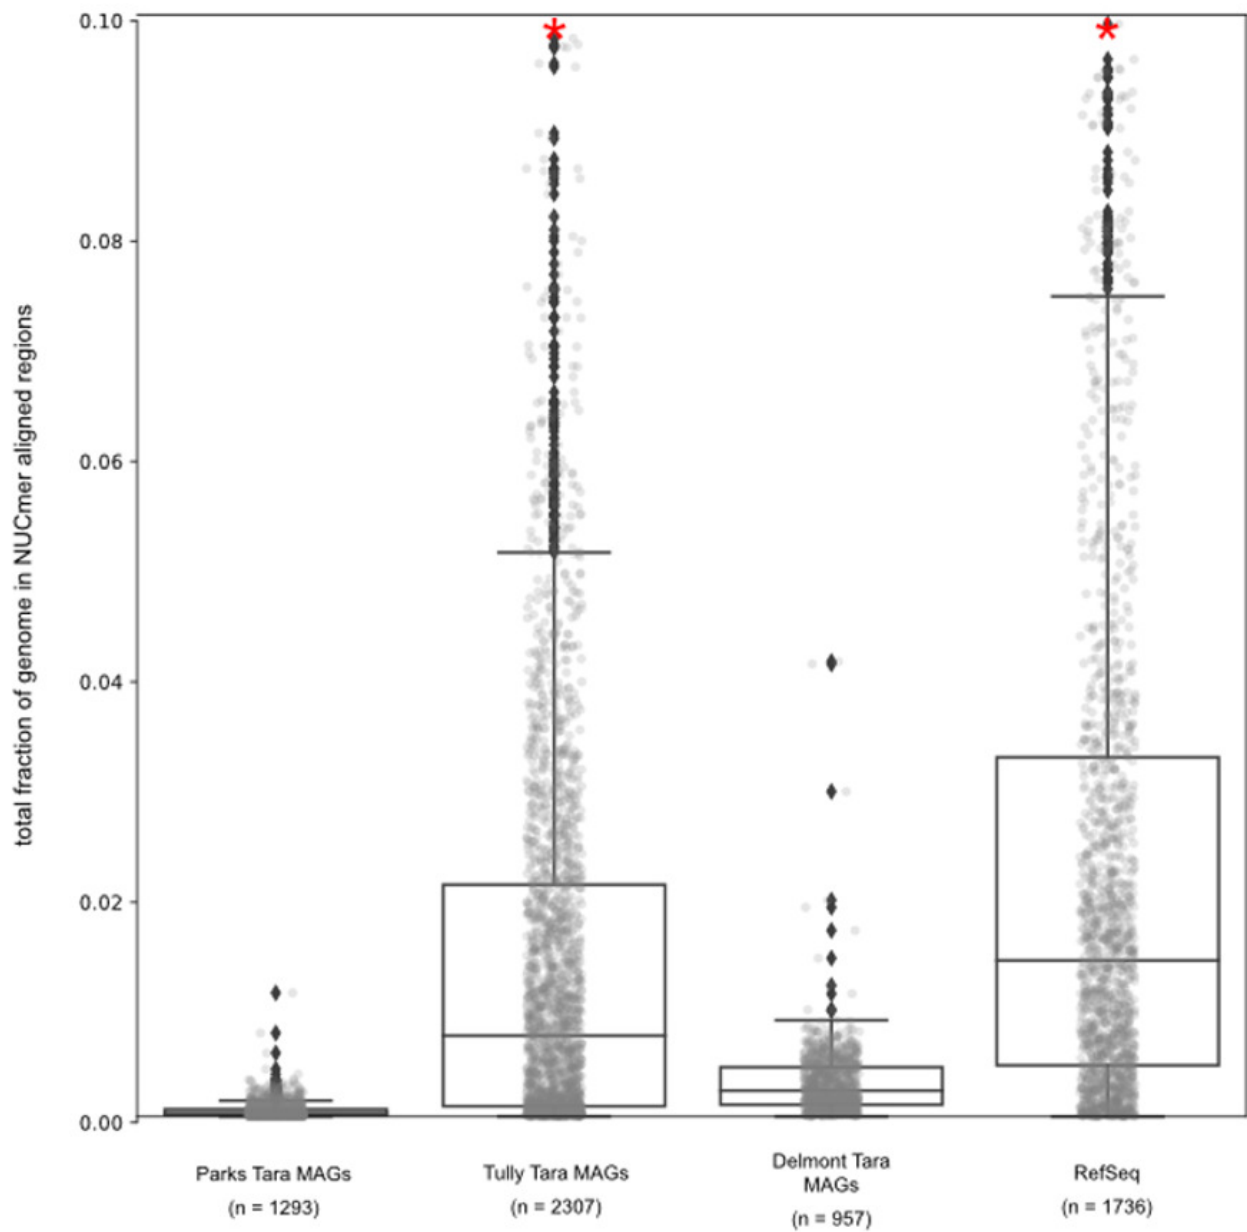 total fraction of genome in NUCmer aligned regions
0.10
0.08
0.06
0.04
0.02
0.00
*
*
Parks Tara MAGs
(n = 1293)
Tully Tara MAGs
(n = 2307)
Delmont Tara
MAGs
(n = 957)
RefSeq
(n = 1736)